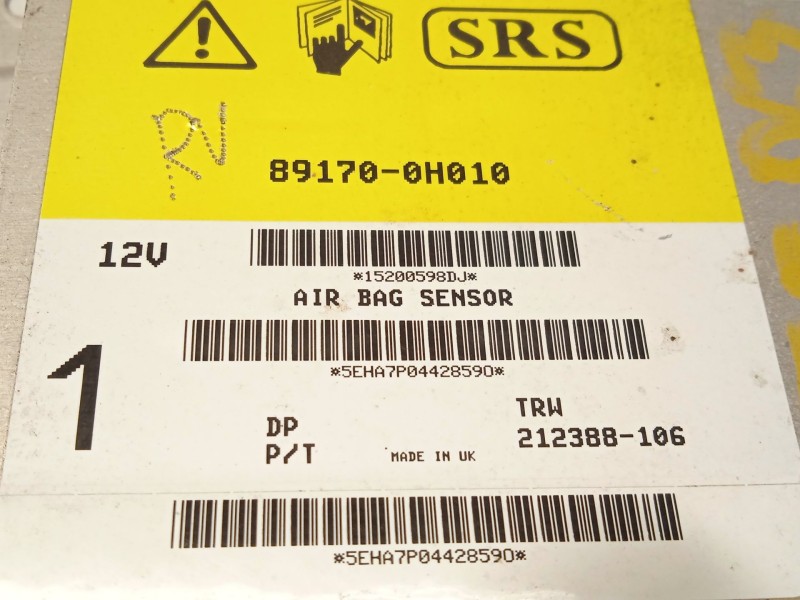 SRS
RN
89170-0H010
12V
*15200598DJ*
AIR BAG SENSOR
1
*5EHA7P04428590*
DP
P/T
MADE IN UK
TRW
212388-106
*5EHA7P04428590*